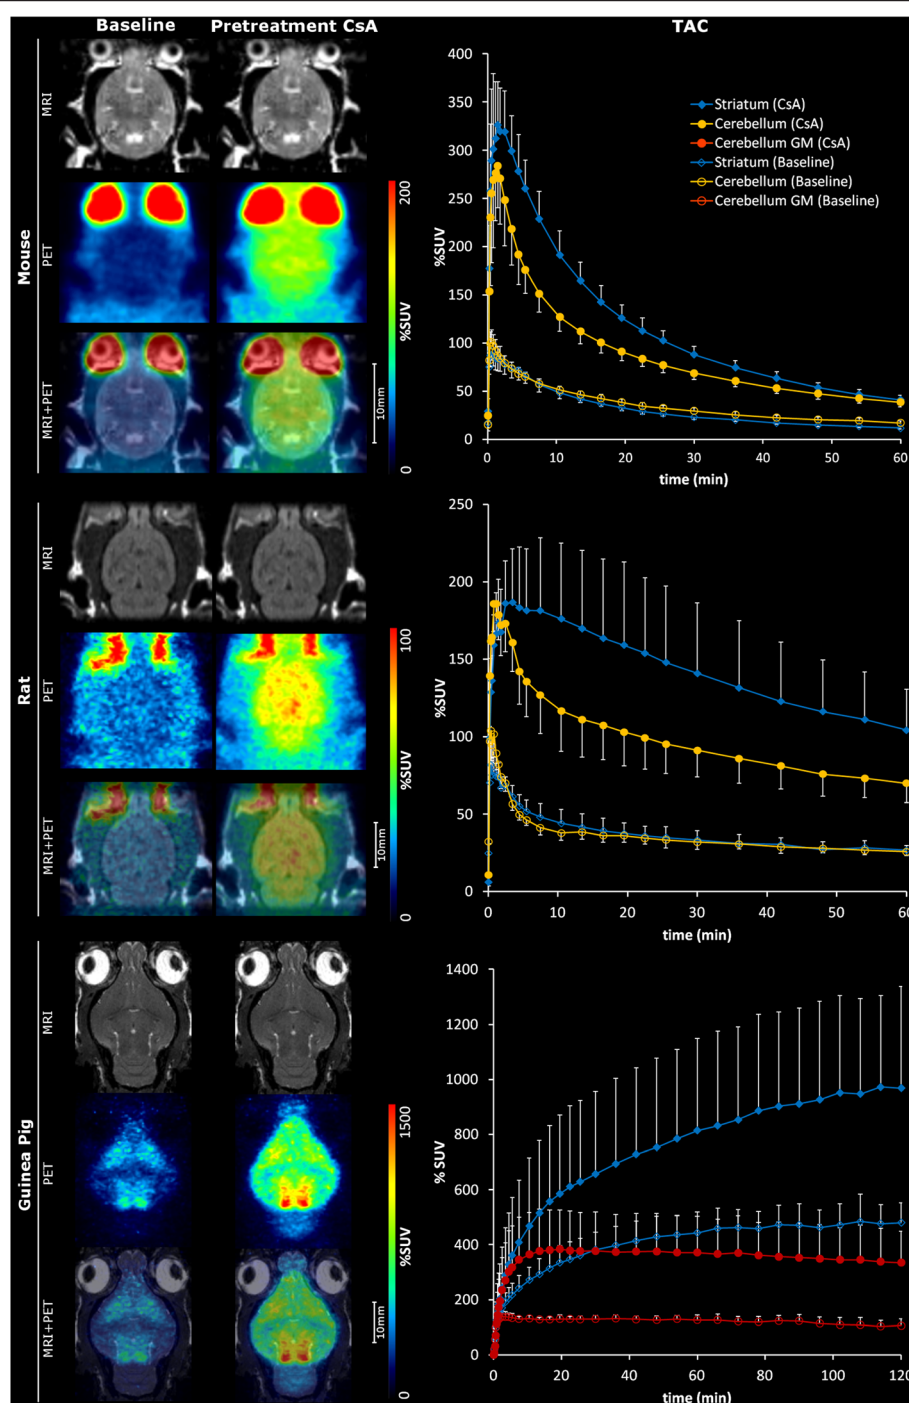 Baseline Pretreatment CsA TAC
Mouse
MRI
PET
MRI+PET
200
%SUV
0
10mm
400
350
300
250
200
150
100
50
0
%SUV
Striatum (CsA)
Cerebellum (CsA)
Cerebellum GM (CsA)
Striatum (Baseline)
Cerebellum (Baseline)
Cerebellum GM (Baseline)
0 10 20 30 40 50 60
time (min)
Rat
MRI
PET
MRI+PET
100
%SUV
0
10mm
250
200
150
100
50
0
%SUV
0 10 20 30 40 50 60
time (min)
Guinea Pig
MRI
PET
MRI+PET
1500
%SUV
0
10mm
1400
1200
1000
800
600
400
200
0
% SUV
0 20 40 60 80 100 120
time (min)